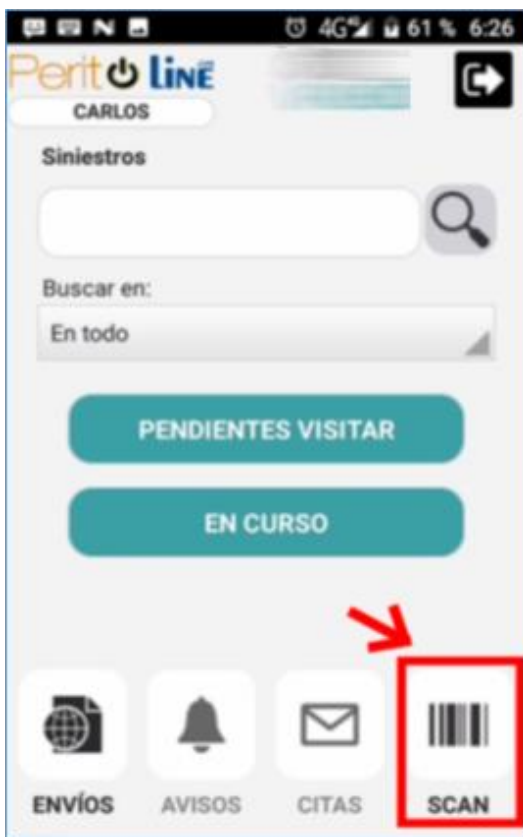 4G 61 % 6:26
Perit Line
CARLOS
Siniestros
Buscar en:
En todo
PENDIENTES VISITAR
EN CURSO
ENVÍOS AVISOS CITAS SCAN